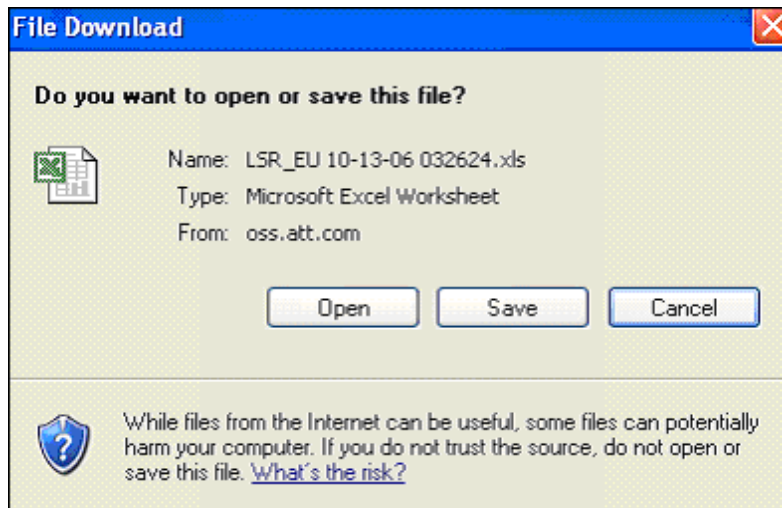 File Download
Do you want to open or save this file?
Name: LSR_EU 10-13-06 032624.xls
Type: Microsoft Excel Worksheet
From: oss.att.com
Open Save Cancel
While files from the Internet can be useful, some files can potentially
harm your computer. If you do not trust the source, do not open or
save this file. What's the risk?